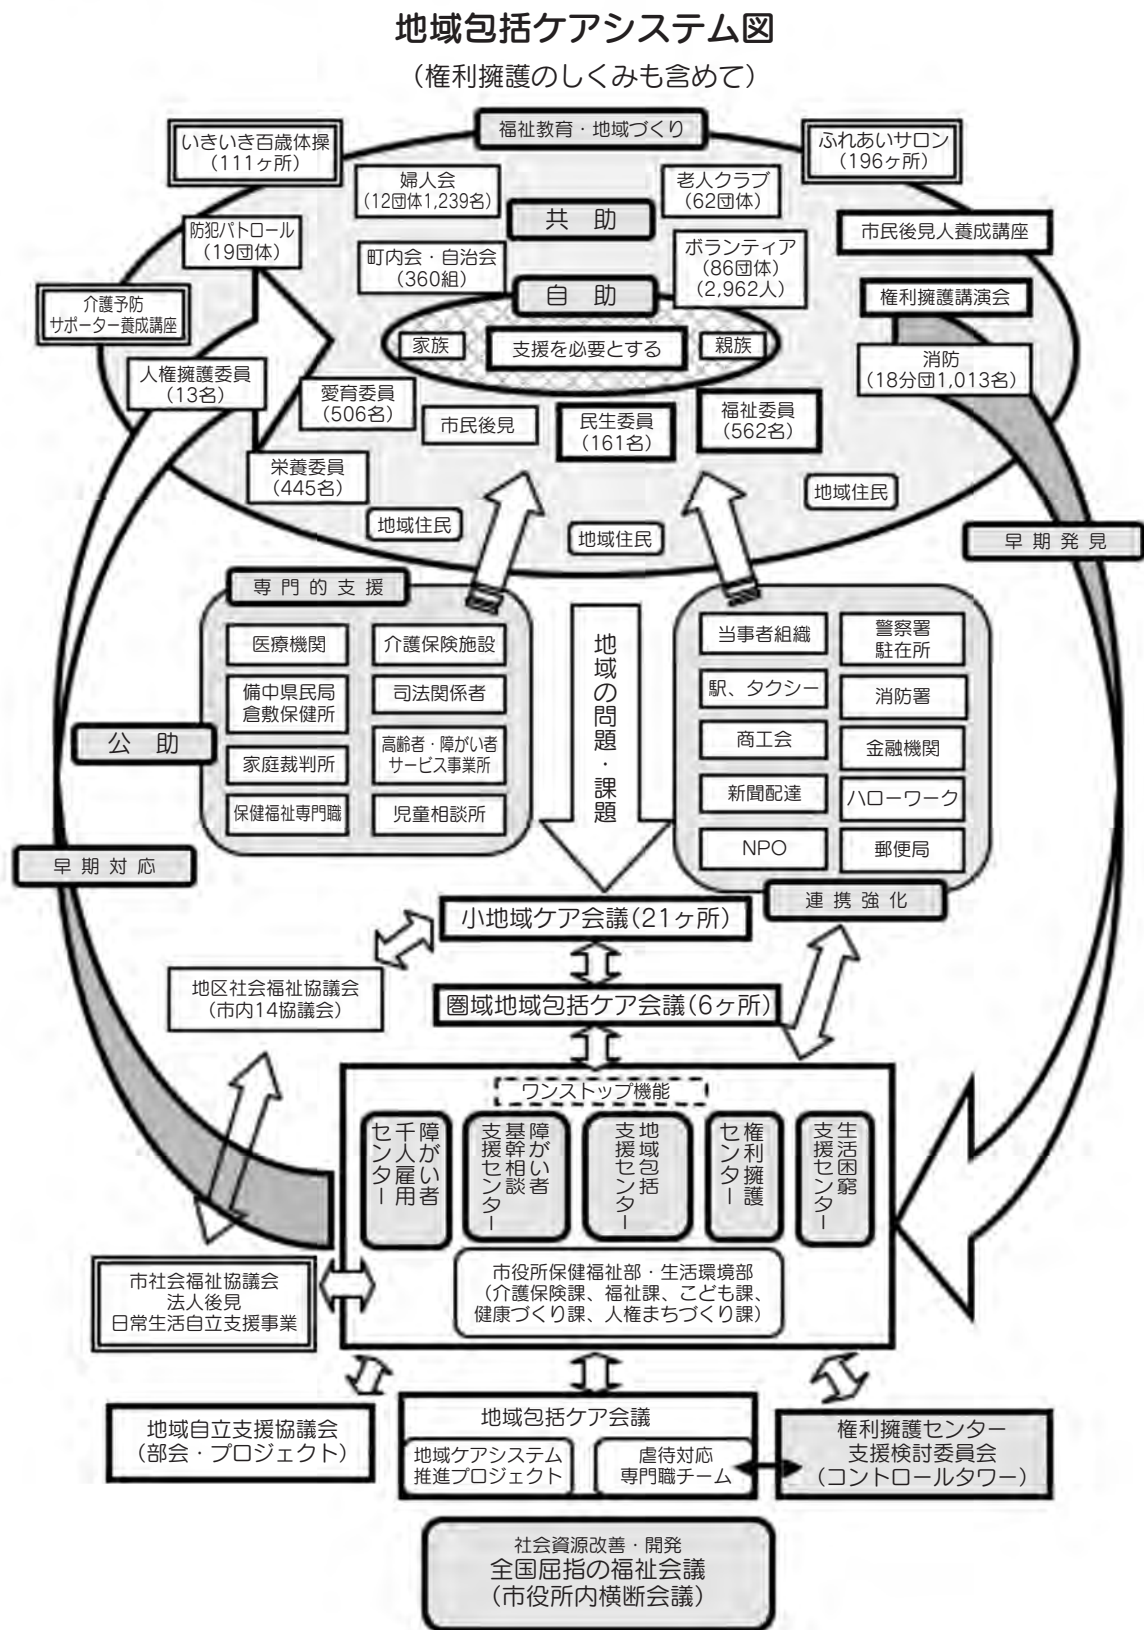 地域包括ケアシステム図
(権利擁護のしくみも含めて)
福祉教育・地域づくり
いきいき百歳体操
(111ヶ所)
ふれあいサロン
(196ヶ所)
婦人会
(12団体1,239名)
老人クラブ
(62団体)
共助
防犯パトロール
(19団体)
市民後見人養成講座
町内会・自治会
(360組)
ボランティア
(86団体)
(2,962人)
自助
介護予防
サポーター養成講座
権利擁護講演会
家族
支援を必要とする
親族
人権擁護委員
(13名)
消防
(18分団1,013名)
愛育委員
(506名)
市民後見
民生委員
(161名)
福祉委員
(562名)
栄養委員
(445名)
地域住民
地域住民
地域住民
早期発見
専門的支援
医療機関
介護保険施設
備中県民局
倉敷保健所
司法関係者
公助
家庭裁判所
高齢者・障がい者
サービス事業所
保健福祉専門職
児童相談所
地域の問題・課題
当事者組織
警察署
駐在所
駅、タクシー
消防署
商工会
金融機関
新聞配達
ハローワーク
NPO
郵便局
連携強化
早期対応
小地域ケア会議(21ヶ所)
地区社会福祉協議会
(市内14協議会)
圏域地域包括ケア会議(6ヶ所)
ワンストップ機能
障がい者
千人雇用
センター
障がい者
基幹相談
支援センター
地域包括
支援センター
権利擁護
センター
生活困窮
支援センター
市役所保健福祉部・生活環境部
(介護保険課、福祉課、こども課、
健康づくり課、人権まちづくり課)
市社会福祉協議会
法人後見
日常生活自立支援事業
地域自立支援協議会
(部会・プロジェクト)
地域包括ケア会議
地域ケアシステム
推進プロジェクト
虐待対応
専門職チーム
権利擁護センター
支援検討委員会
(コントロールタワー)
社会資源改善・開発
全国屈指の福祉会議
(市役所内横断会議)